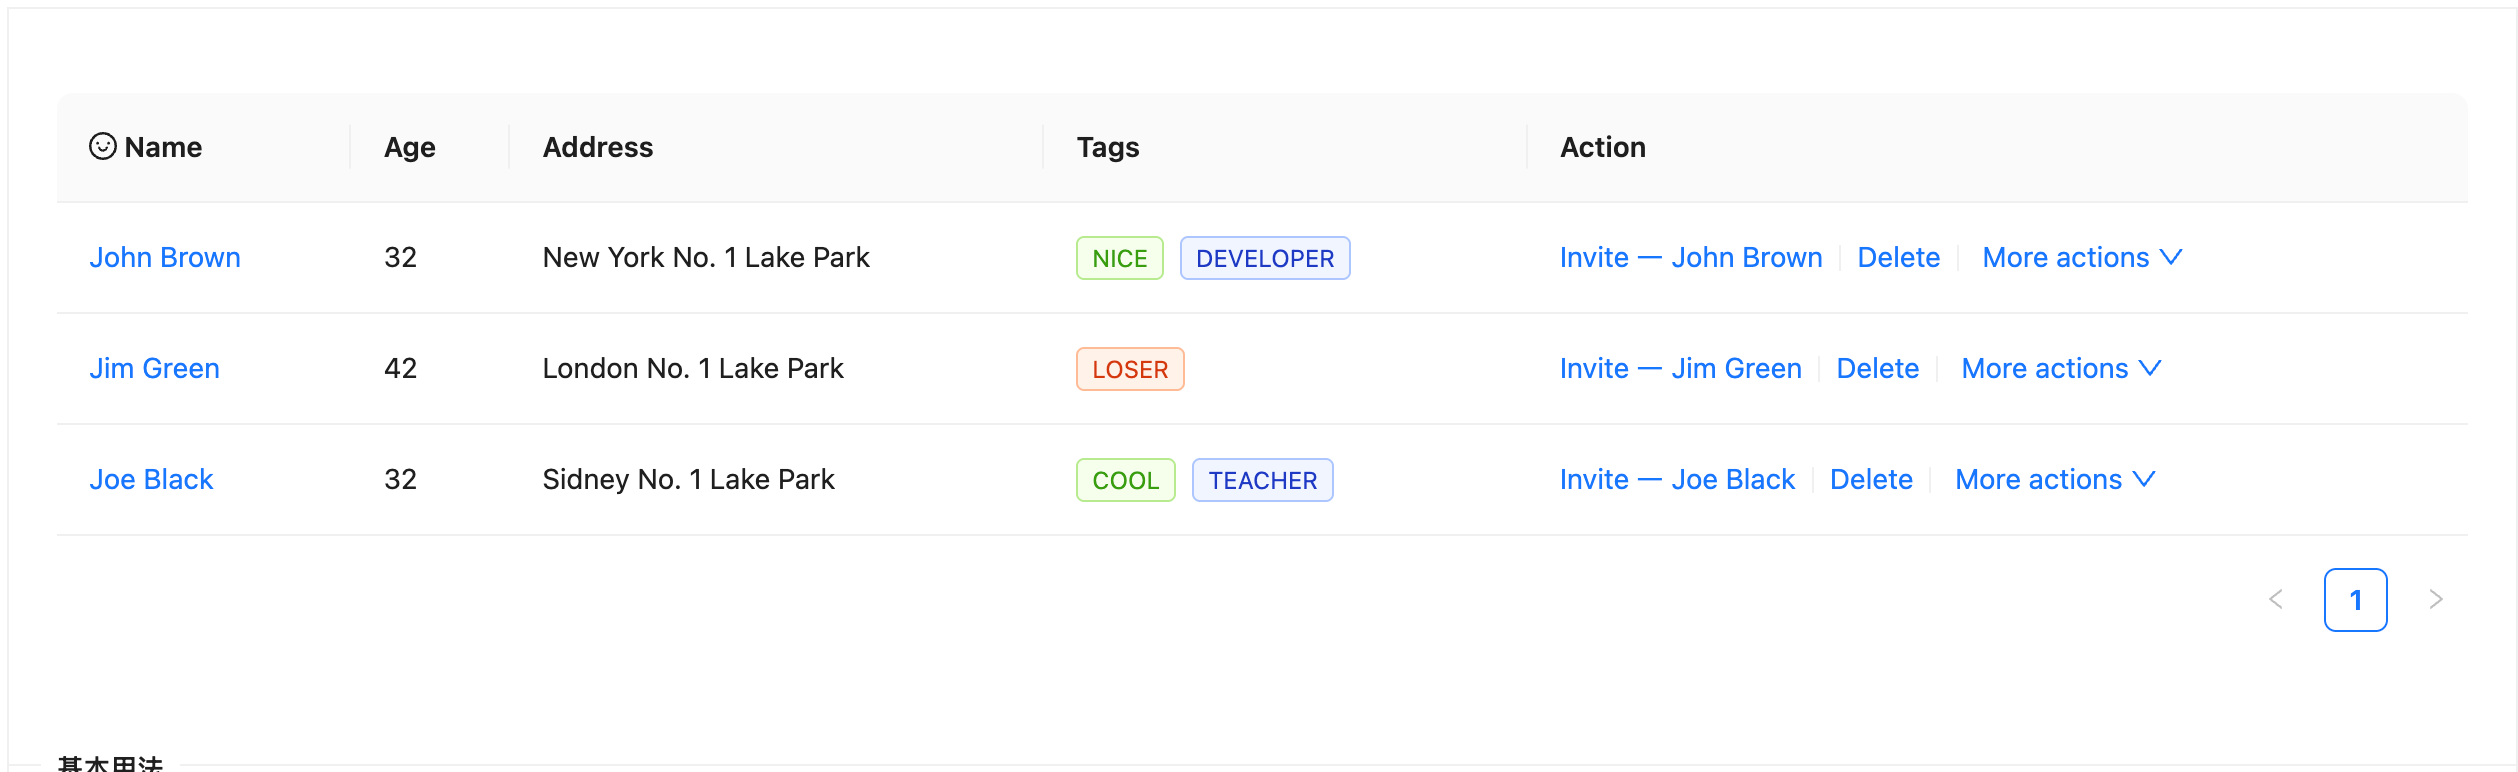 Name Age Address Tags Action
John Brown 32 New York No. 1 Lake Park NICE DEVELOPER Invite — John Brown Delete More actions
Jim Green 42 London No. 1 Lake Park LOSER Invite — Jim Green Delete More actions
Joe Black 32 Sidney No. 1 Lake Park COOL TEACHER Invite — Joe Black Delete More actions
< 1 >
基本用法